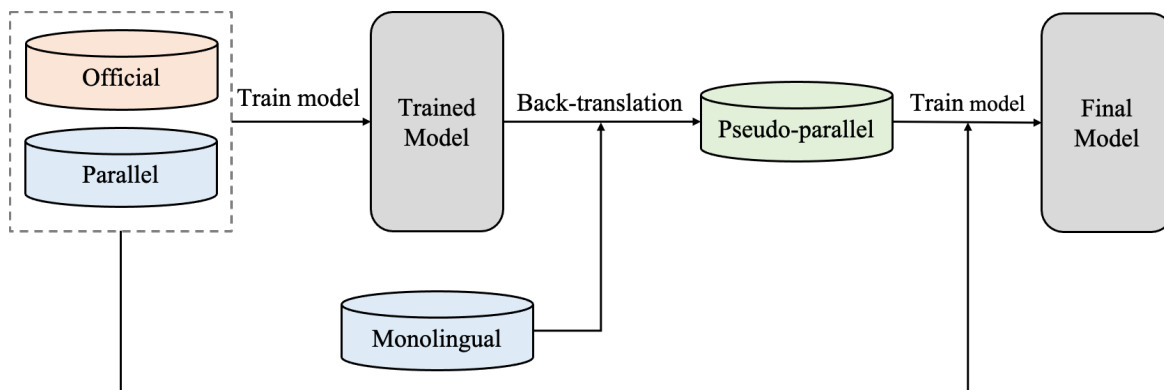 Official
Parallel
Train model
Trained
Model
Back-translation
Monolingual
Pseudo-parallel
Train model
Final
Model